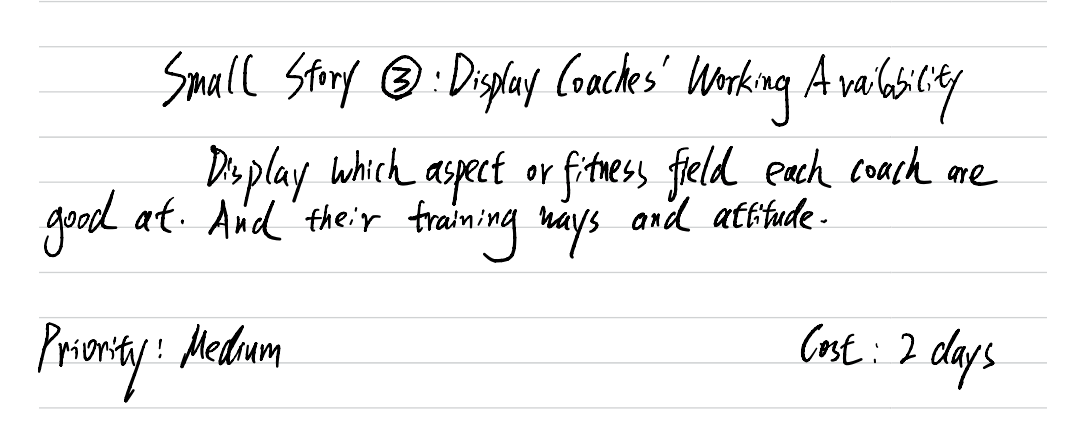 Small Story ③: Display Coaches' Working Availability
Display which aspect or fitness field each coach are
good at. And their training ways and attitude.
Priority: Medium
Cost: 2 days